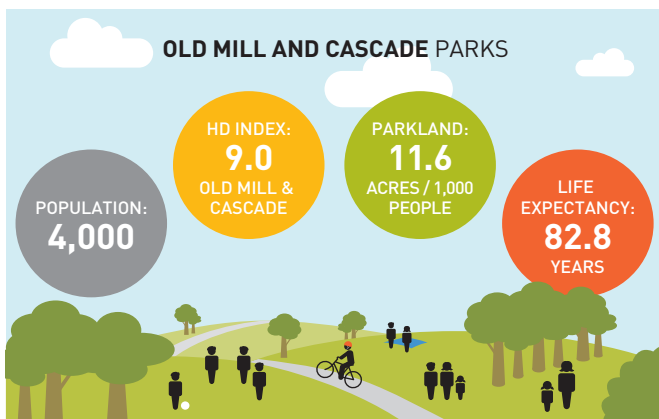 OLD MILL AND CASCADE PARKS
POPULATION:
4,000
HD INDEX:
9.0
OLD MILL &
CASCADE
PARKLAND:
11.6
ACRES / 1,000
PEOPLE
LIFE
EXPECTANCY:
82.8
YEARS